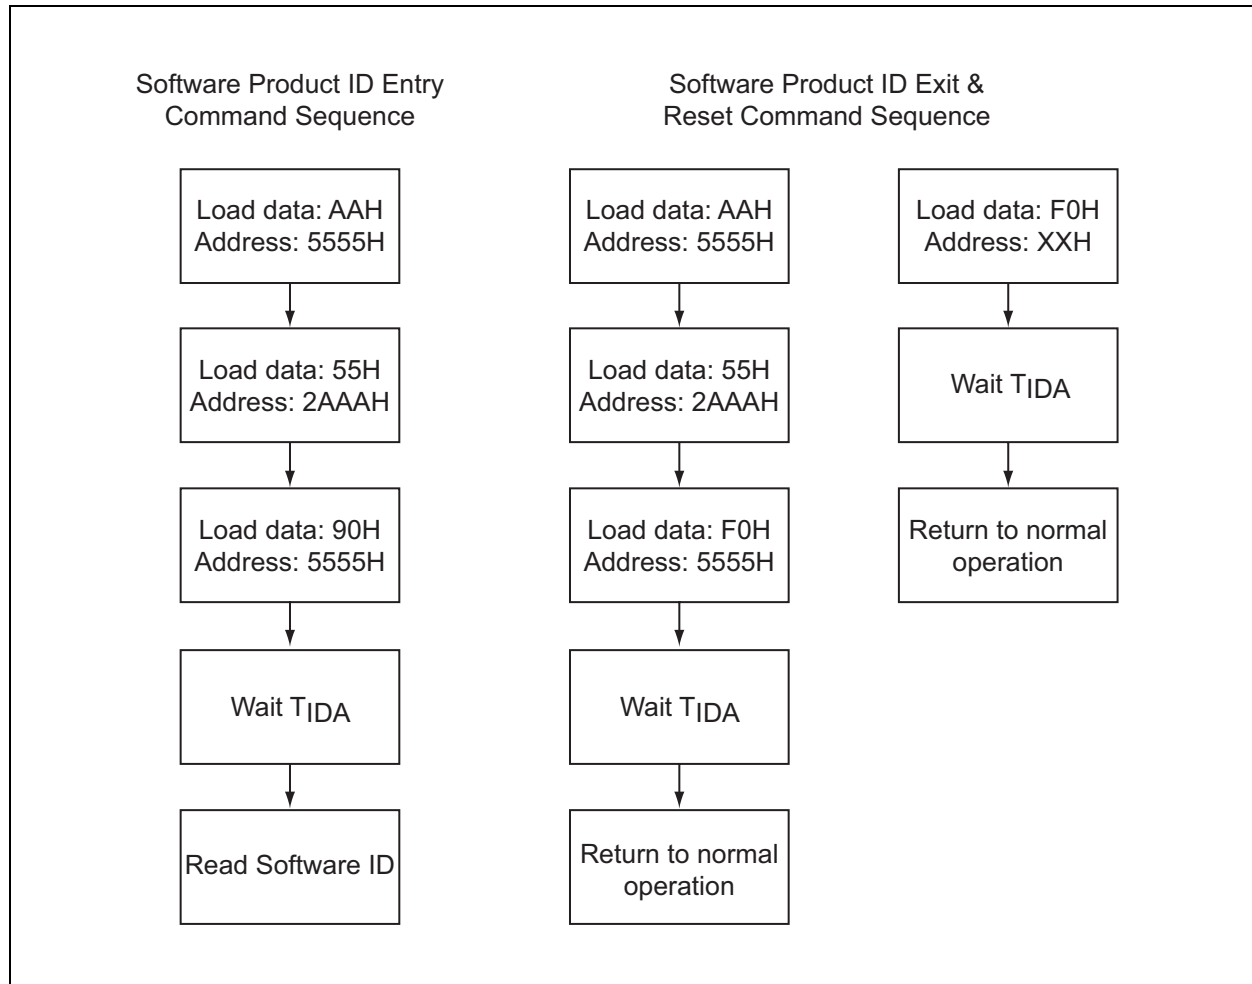 Software Product ID Entry
Command Sequence
Load data: AAH
Address: 5555H
Load data: 55H
Address: 2AAAH
Load data: 90H
Address: 5555H
Wait TIDA
Read Software ID
Software Product ID Exit &
Reset Command Sequence
Load data: AAH
Address: 5555H
Load data: 55H
Address: 2AAAH
Load data: F0H
Address: 5555H
Wait TIDA
Return to normal
operation
Load data: F0H
Address: XXH
Wait TIDA
Return to normal
operation